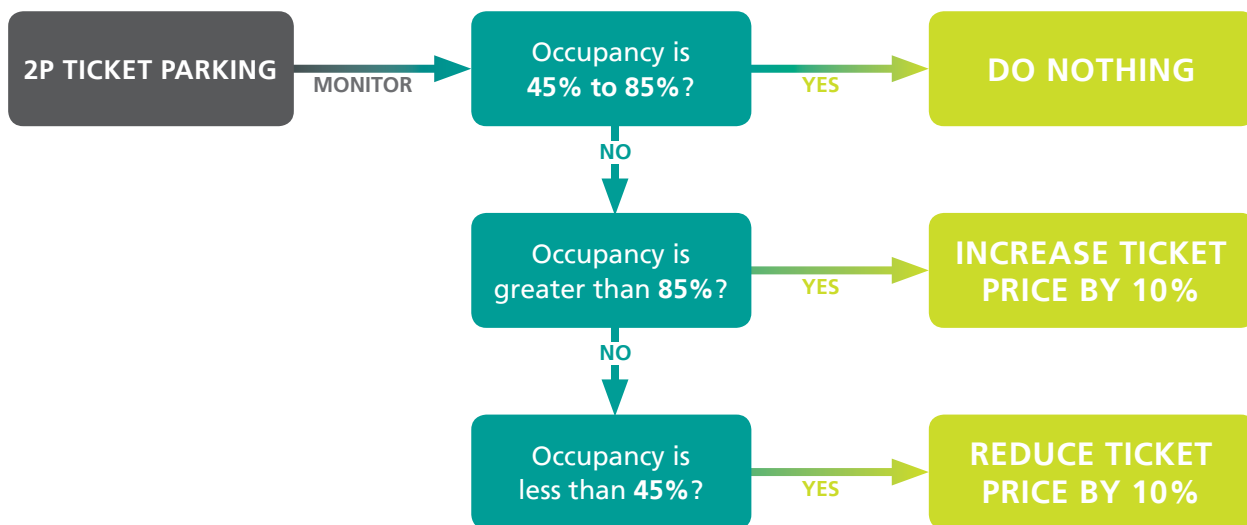 2P TICKET PARKING
MONITOR
Occupancy is
45% to 85%?
YES
DO NOTHING
NO
Occupancy is
greater than 85%?
YES
INCREASE TICKET
PRICE BY 10%
NO
Occupancy is
less than 45%?
YES
REDUCE TICKET
PRICE BY 10%